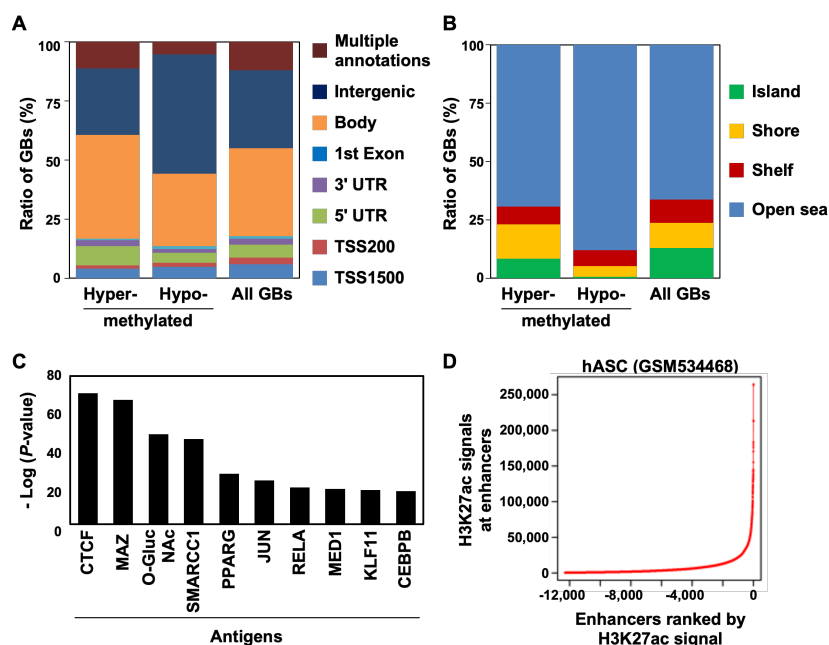 A
Ratio of GBs (%)
100
75
50
25
0
Hyper-
Hypo-
All GBs
methylated
Multiple
annotations
Intergenic
Body
1st Exon
3' UTR
5' UTR
TSS200
TSS1500
B
Ratio of GBs (%)
100
75
50
25
0
Hyper-
Hypo-
All GBs
methylated
Island
Shore
Shelf
Open sea
C
- Log (P-value)
80
60
40
20
0
CTCF
MAZ
O-Gluc
NAc
SMARCC1
PPARG
JUN
RELA
MED1
KLF11
CEBPB
Antigens
D
hASC (GSM534468)
H3K27ac signals
at enhancers
250,000
200,000
150,000
100,000
50,000
0
-12,000
-8,000
-4,000
0
Enhancers ranked by
H3K27ac signal